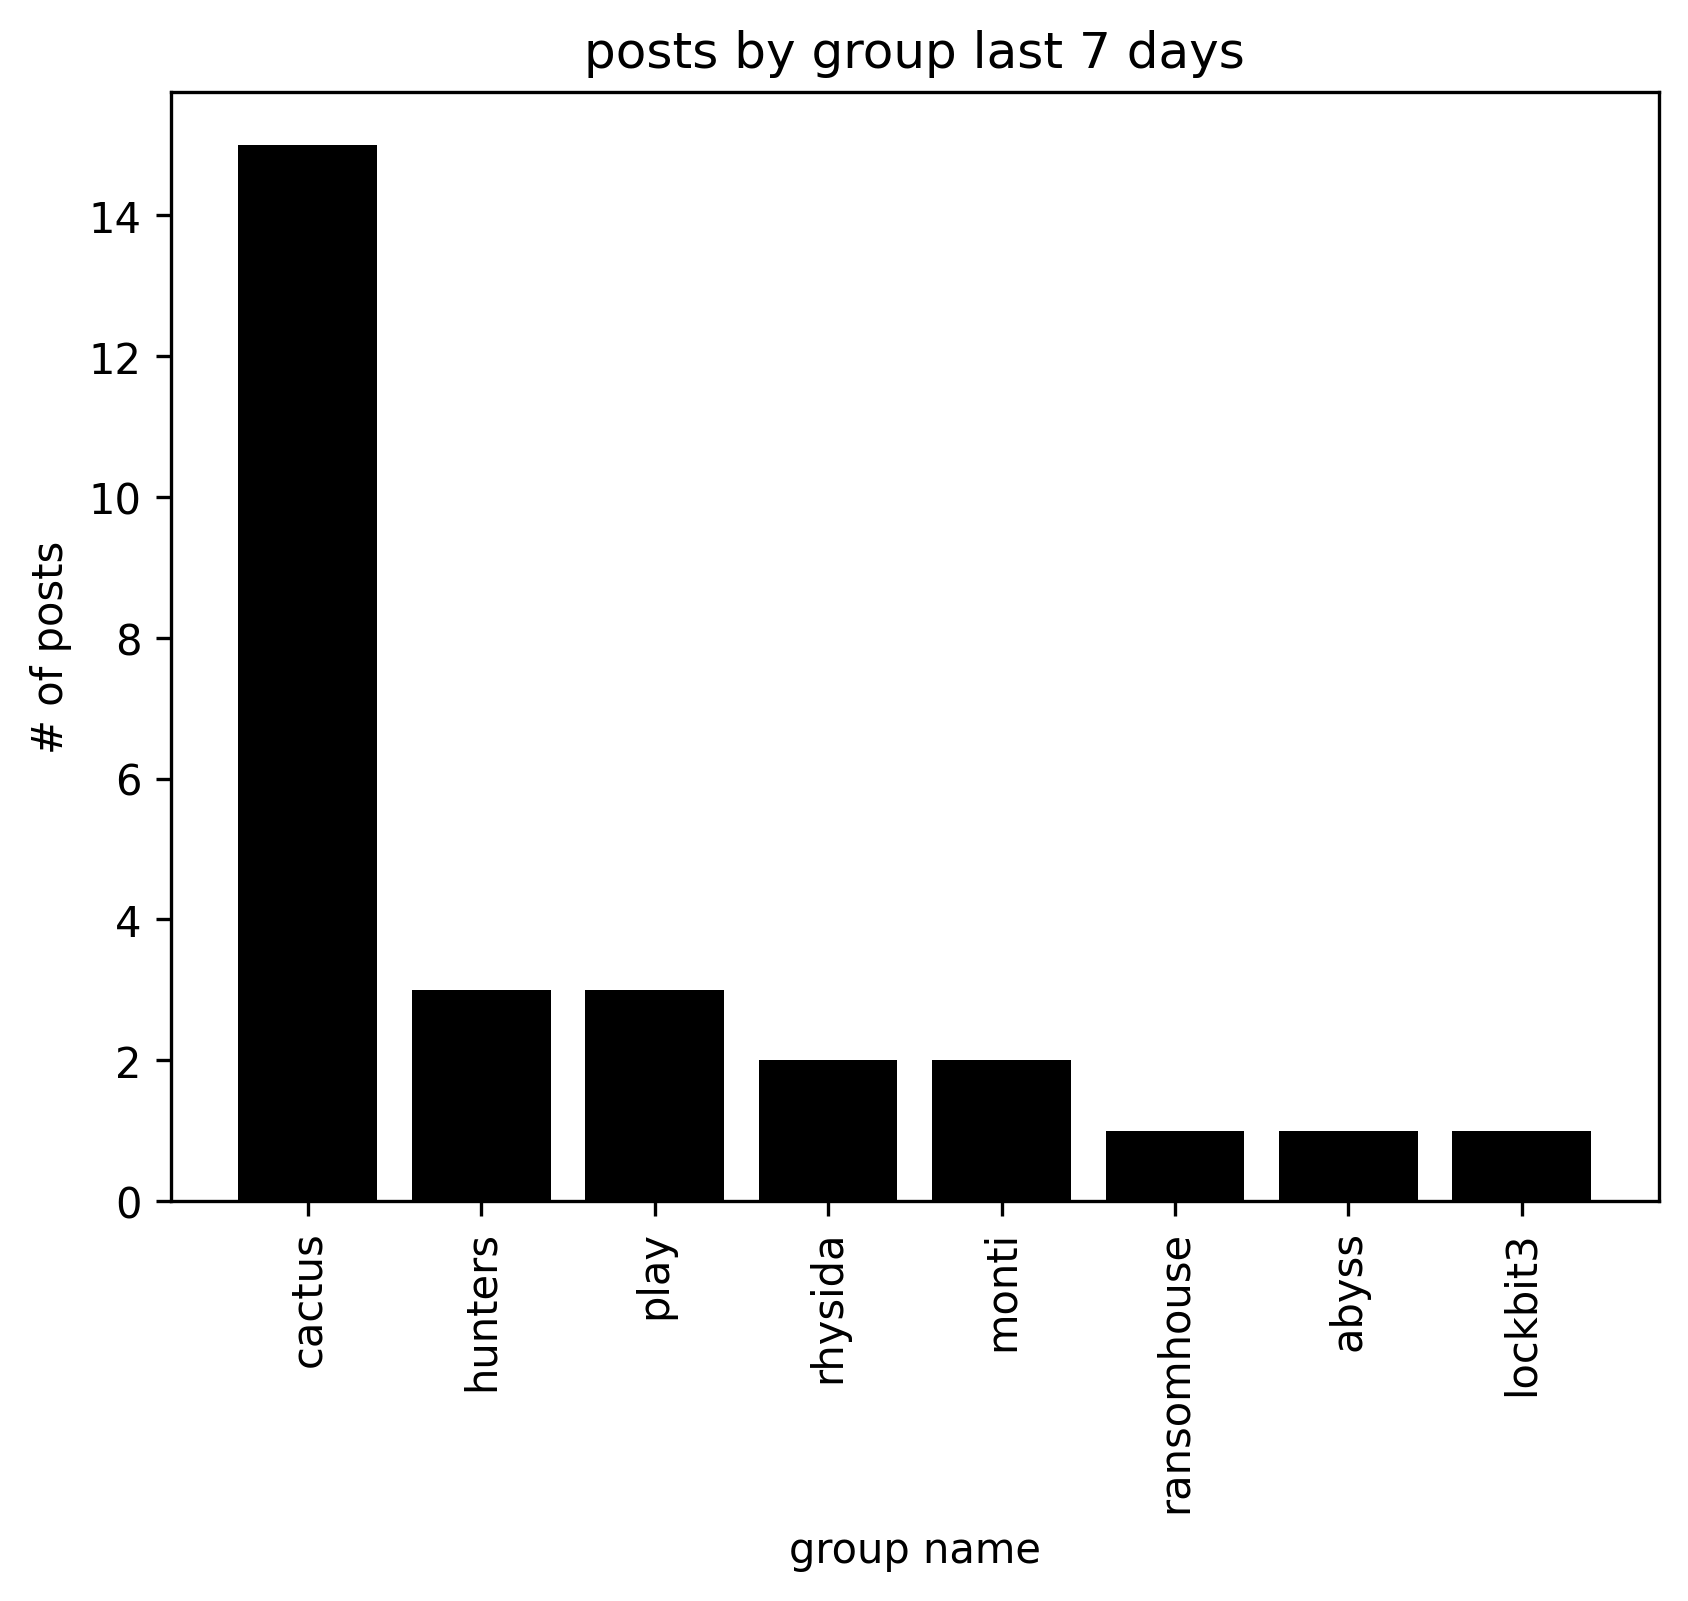 posts by group last 7 days
# of posts
14
12
10
8
6
4
2
0
cactus
hunters
play
rhysida
monti
ransomhouse
abyss
lockbit3
group name